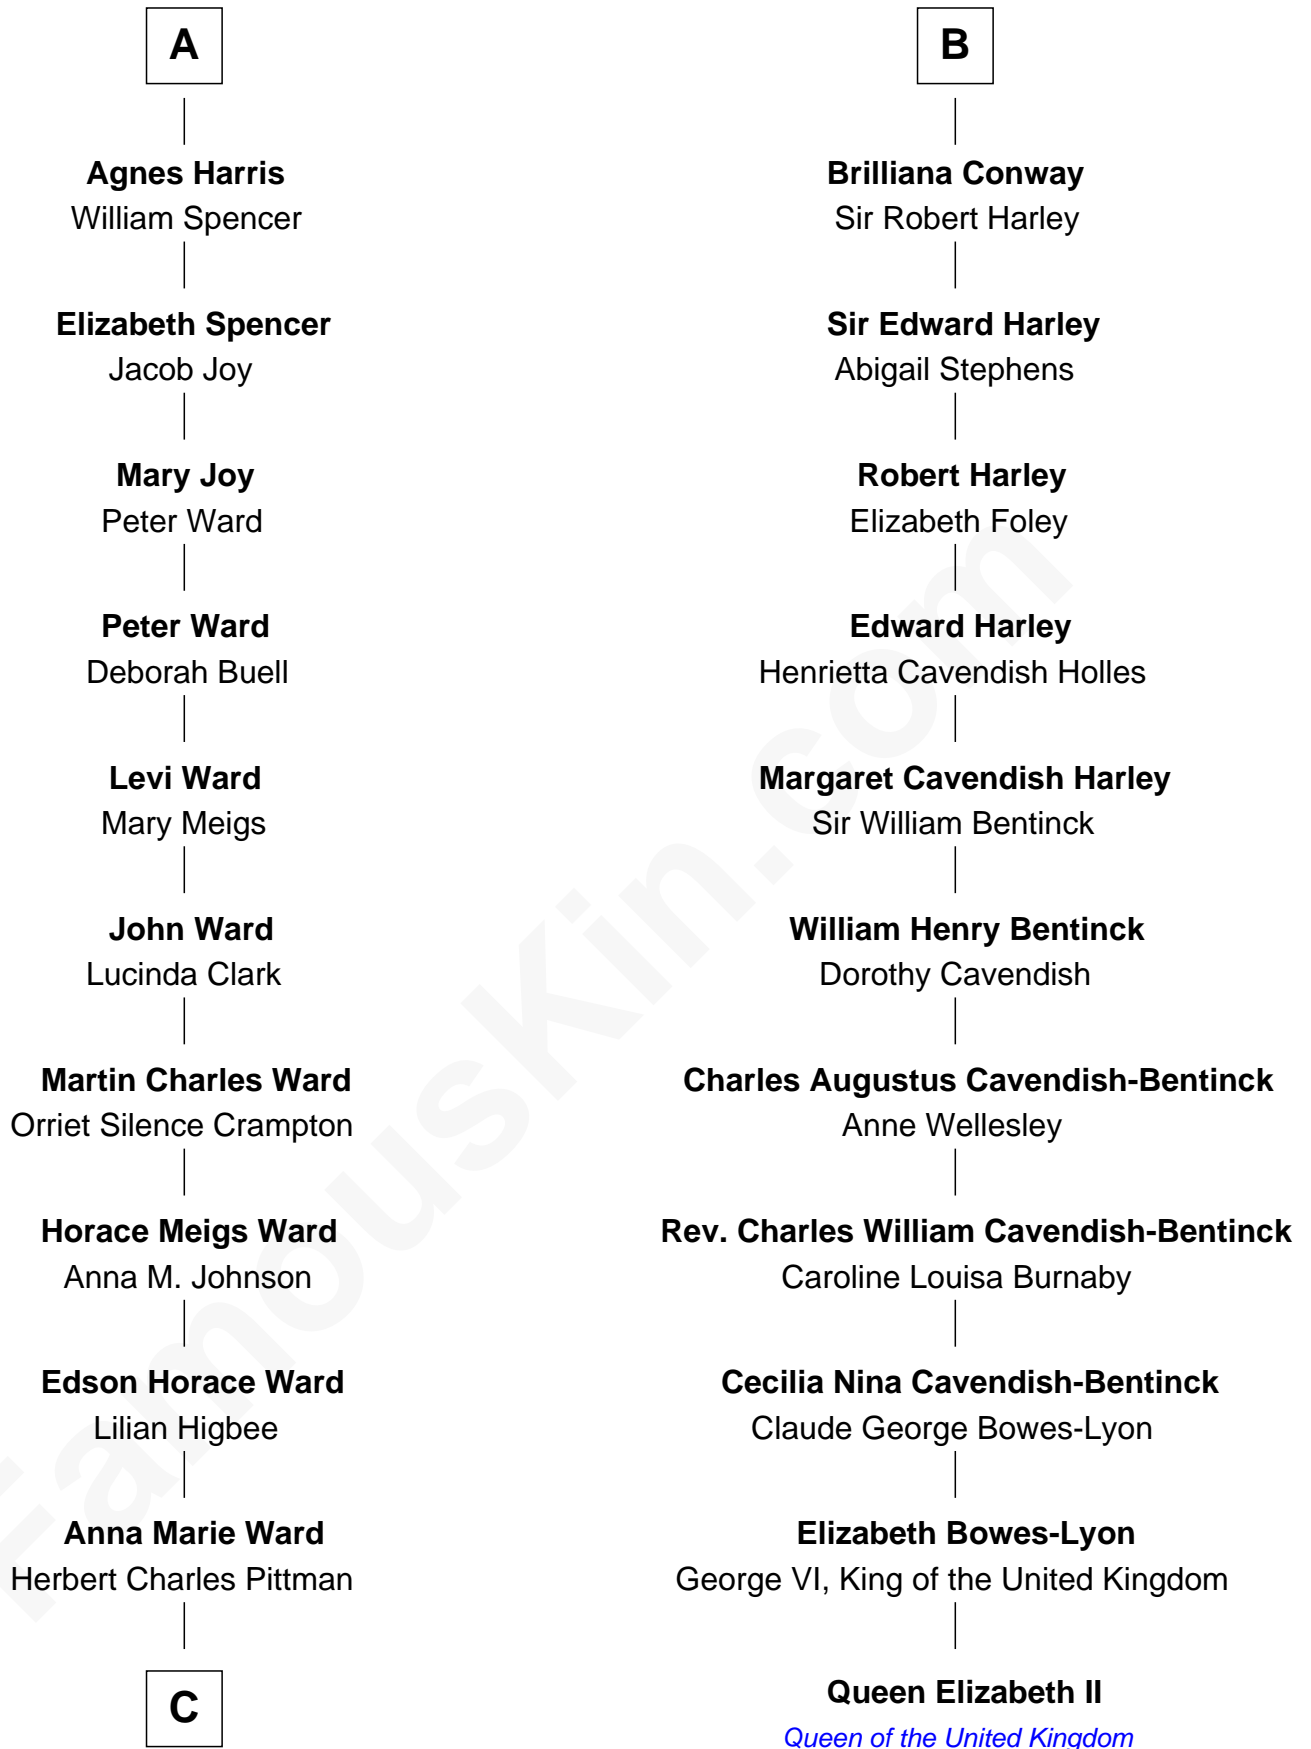 A
Agnes Harris
William Spencer
Elizabeth Spencer
Jacob Joy
Mary Joy
Peter Ward
Peter Ward
Deborah Buell
Levi Ward
Mary Meigs
John Ward
Lucinda Clark
Martin Charles Ward
Orriet Silence Crampton
Horace Meigs Ward
Anna M. Johnson
Edson Horace Ward
Lilian Higbee
Anna Marie Ward
Herbert Charles Pittman
C
B
Brilliana Conway
Sir Robert Harley
Sir Edward Harley
Abigail Stephens
Robert Harley
Elizabeth Foley
Edward Harley
Henrietta Cavendish Holles
Margaret Cavendish Harley
Sir William Bentinck
William Henry Bentinck
Dorothy Cavendish
Charles Augustus Cavendish-Bentinck
Anne Wellesley
Rev. Charles William Cavendish-Bentinck
Caroline Louisa Burnaby
Cecilia Nina Cavendish-Bentinck
Claude George Bowes-Lyon
Elizabeth Bowes-Lyon
George VI, King of the United Kingdom
Queen Elizabeth II
Queen of the United Kingdom
FamousKin.com